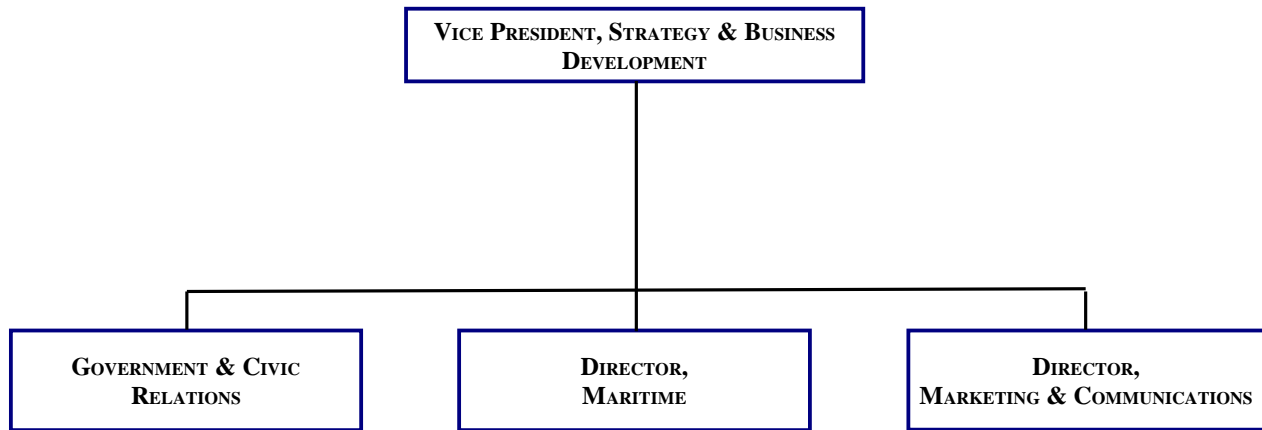 Vice President, Strategy & Business
Development
Government & Civic
Relations
Director,
Maritime
Director,
Marketing & Communications